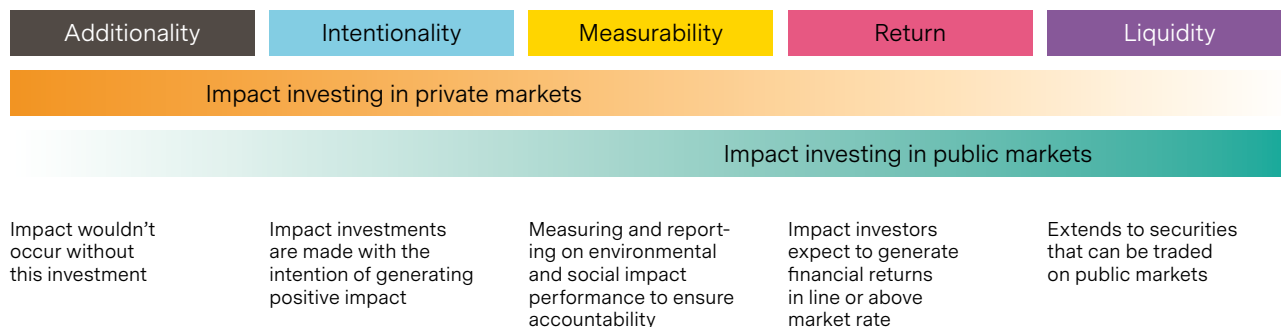 Additionality
Intentionality
Measurability
Return
Liquidity
Impact investing in private markets
Impact investing in public markets
Impact wouldn’t
occur without
this investment
Impact investments
are made with the
intention of generating
positive impact
Measuring and report-
ing on environmental
and social impact
performance to ensure
accountability
Impact investors
expect to generate
financial returns
in line or above
market rate
Extends to securities
that can be traded
on public markets